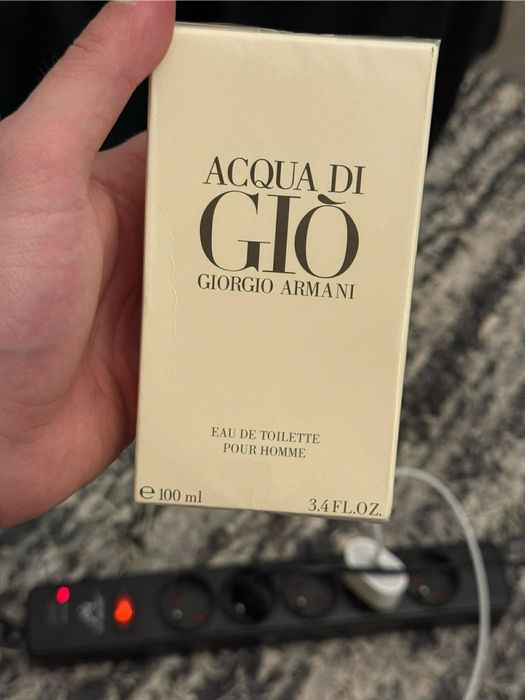 ACQUA DI
GIÒ
GIORGIO ARMANI
EAU DE TOILETTE
POUR HOMME
℮ 100 ml
3.4 FL.OZ.